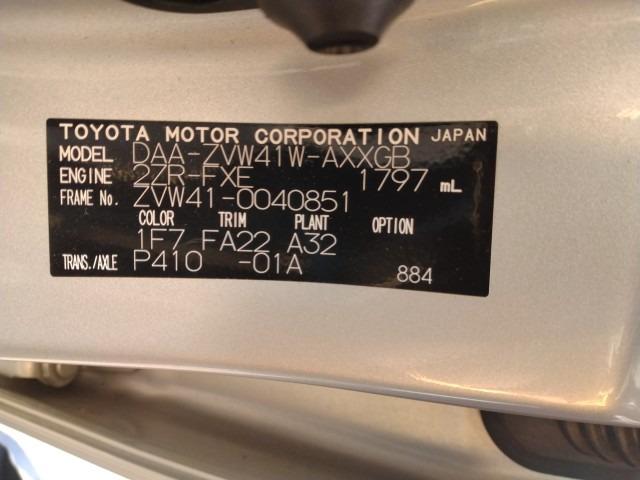 TOYOTA MOTOR CORPORATION JAPAN
MODEL DAA-ZVW41W-AXXGB
ENGINE 2ZR-FXE 1797 mL
FRAME No. ZVW41-0040851
COLOR TRIM PLANT OPTION
1F7 FA22 A32
TRANS./AXLE P410 -01A 884